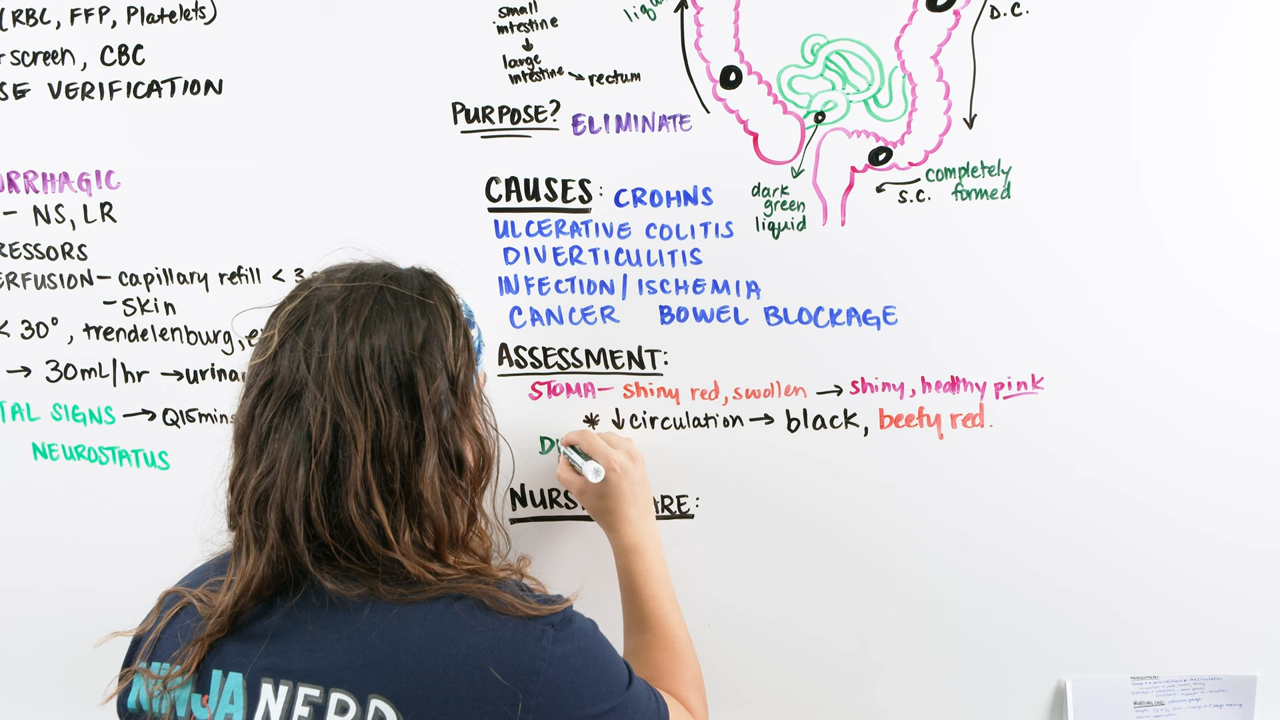 (RBC, FFP, Platelets)
screen, CBC
SE VERIFICATION
ORRHAGIC
- NS, LR
RESSORS
ERFUSION - capillary refill < 3
- Skin
< 30°, trendelenburg, e
→ 30mL/hr → urina
TAL SIGNS → Q15mins
NEUROSTATUS
small
intestine
↓
large
intestine → rectum
PURPOSE? ELIMINATE
D.C.
dark
green
liquid
S.C.
completely
formed
CAUSES: CROHNS
ULCERATIVE COLITIS
DIVERTICULITIS
INFECTION/ISCHEMIA
CANCER BOWEL BLOCKAGE
ASSESSMENT:
STOMA- shiny red, swollen → shiny, healthy pink
* ↓circulation → black, beefy red.
NURS ARE:
NINJA NERD